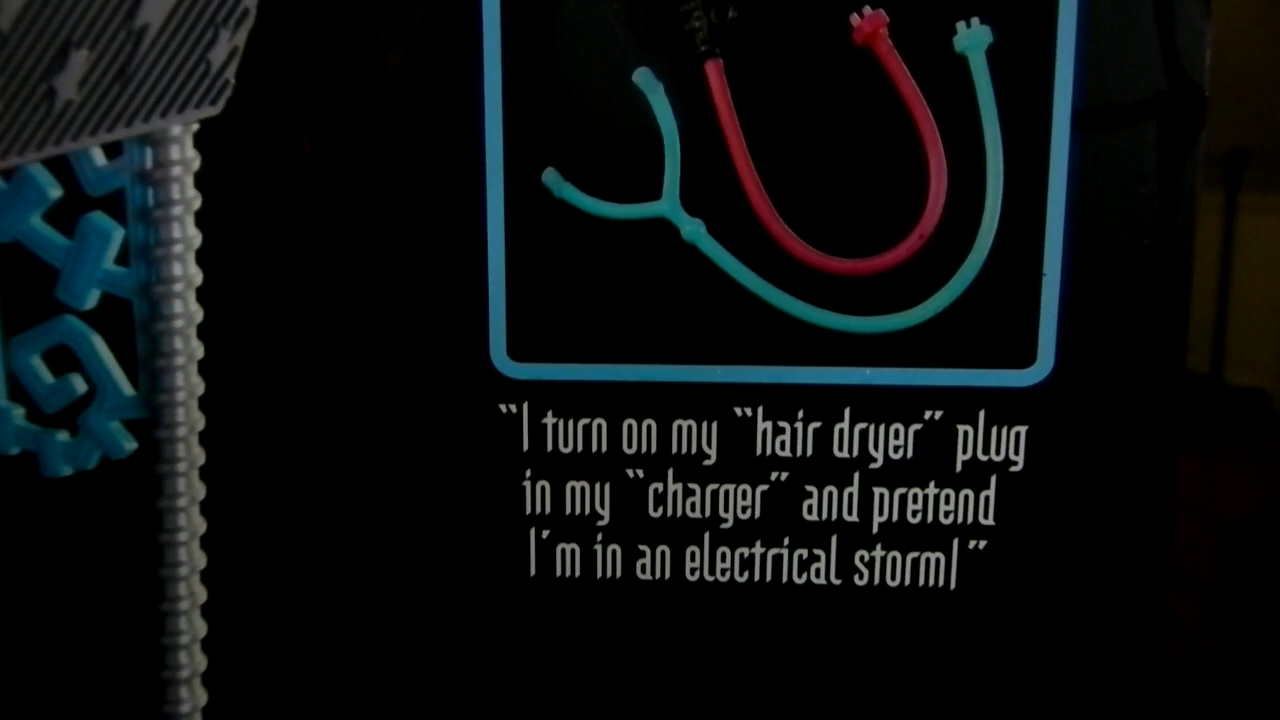 “I turn on my “hair dryer” plug
in my “charger” and pretend
I'm in an electrical storm!”